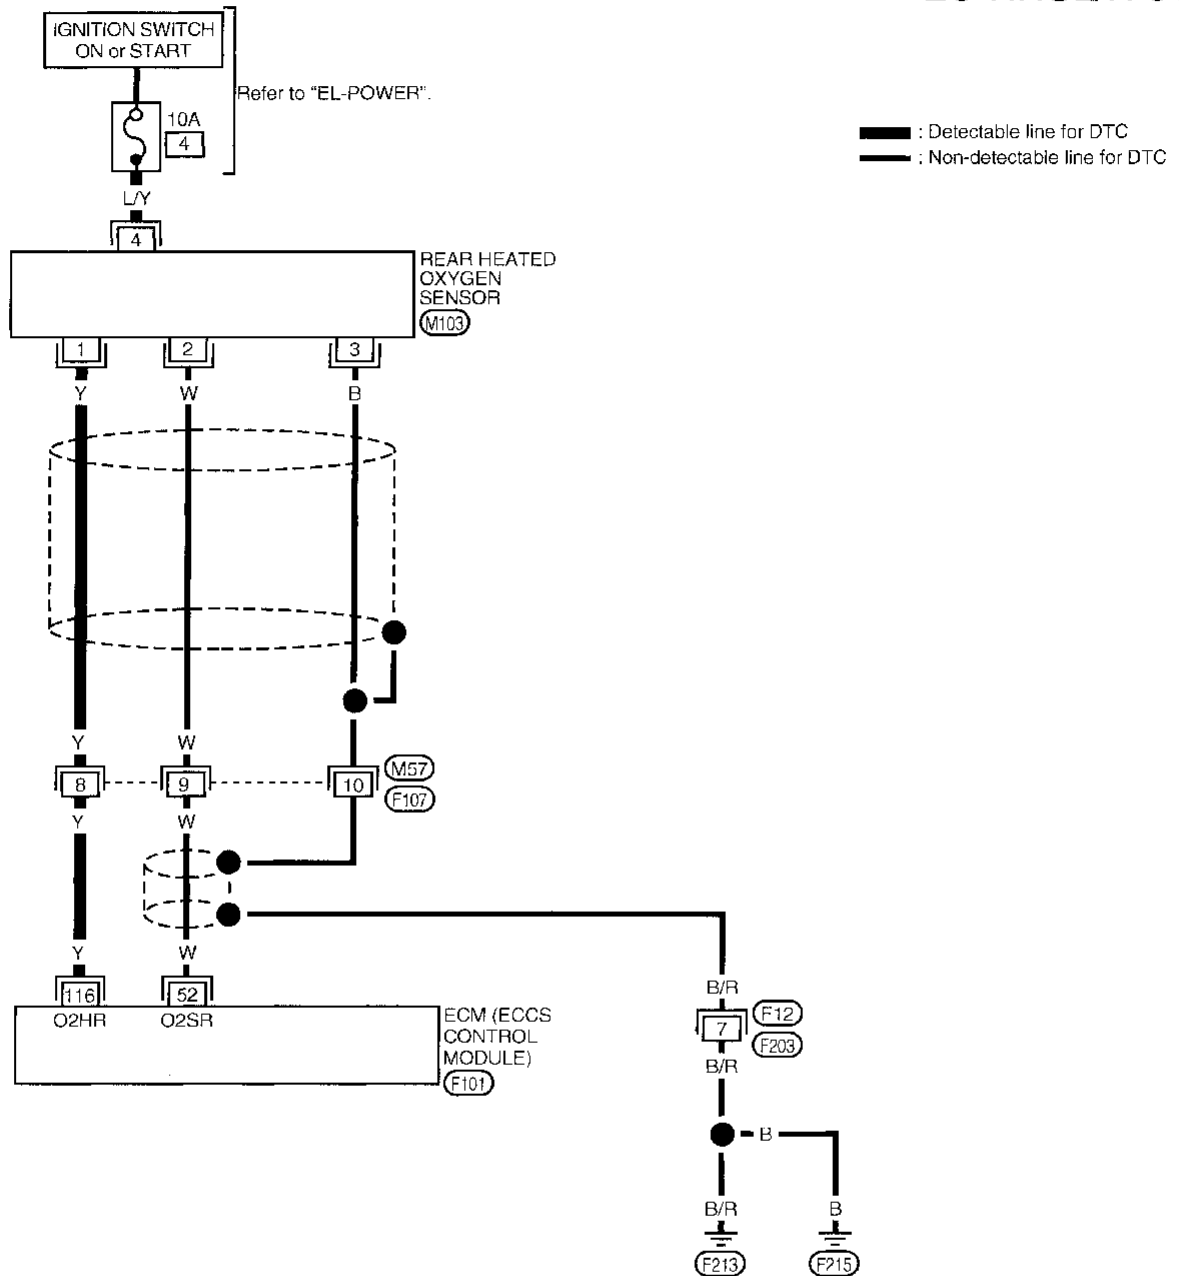 IGNITION SWITCH
ON or START
Refer to "EL-POWER".
10A
4
: Detectable line for DTC
: Non-detectable line for DTC
L/Y
4
REAR HEATED
OXYGEN
SENSOR
M103
1
2
3
Y
W
B
Y
W
8
9
10
M57
F107
Y
W
Y
W
116
52
O2HR
O2SR
ECM (ECCS
CONTROL
MODULE)
F101
B/R
7
F12
F203
B/R
B
B/R
B
F213
F215